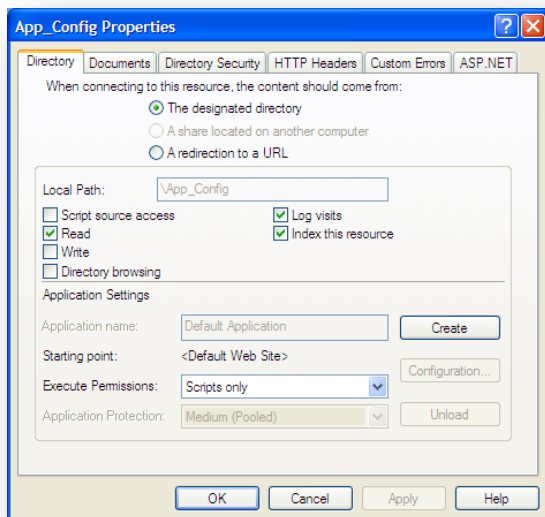 App_Config Properties
Directory Documents Directory Security HTTP Headers Custom Errors ASP.NET
When connecting to this resource, the content should come from:
The designated directory
A share located on another computer
A redirection to a URL
Local Path: \App_Config
Script source access Log visits
Read Index this resource
Write
Directory browsing
Application Settings
Application name: Default Application Create
Starting point: <Default Web Site>
Configuration...
Execute Permissions: Scripts only
Application Protection: Medium (Pooled) Unload
OK Cancel Apply Help